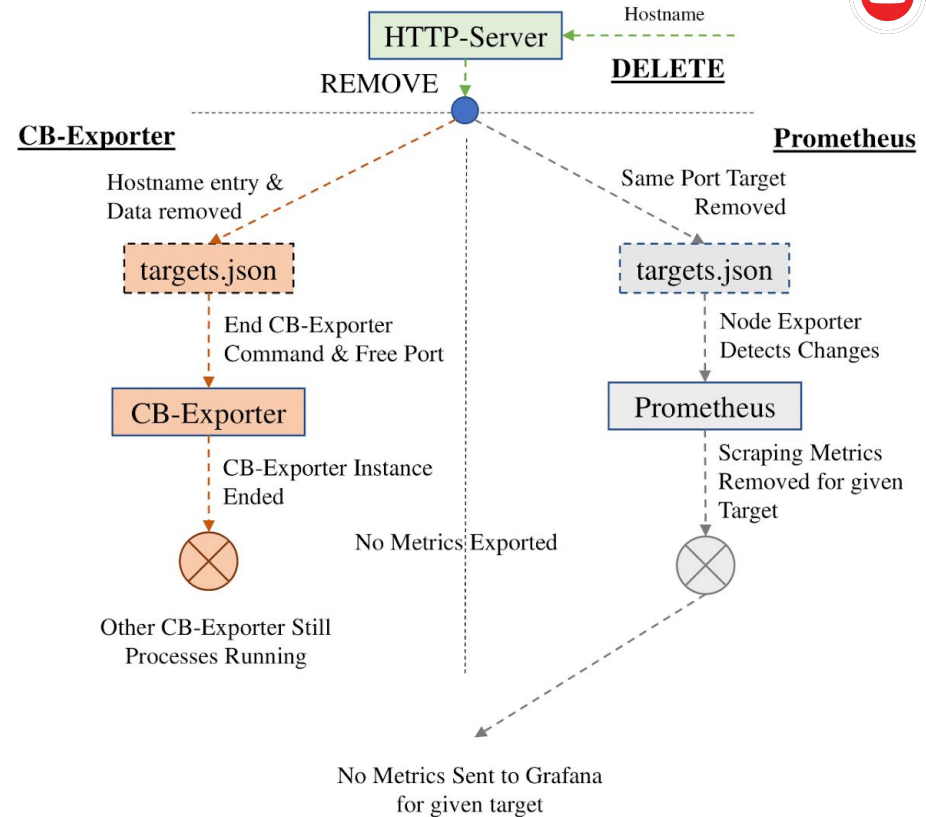 Hostname
HTTP-Server
DELETE
REMOVE
CB-Exporter
Prometheus
Hostname entry &
Data removed
Same Port Target
Removed
targets.json
targets.json
End CB-Exporter
Command & Free Port
Node Exporter
Detects Changes
CB-Exporter
Prometheus
CB-Exporter Instance
Ended
Scraping Metrics
Removed for given
Target
No Metrics Exported
Other CB-Exporter Still
Processes Running
No Metrics Sent to Grafana
for given target